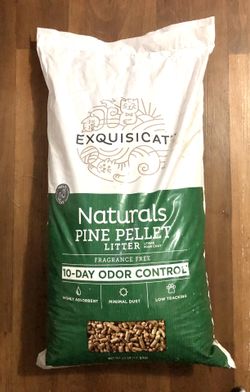 EXQUISICAT
Naturals
PINE PELLET
LITTER
FRAGRANCE FREE
10-DAY ODOR CONTROL
HIGHLY ABSORBENT
MINIMAL DUST
LOW TRACKING